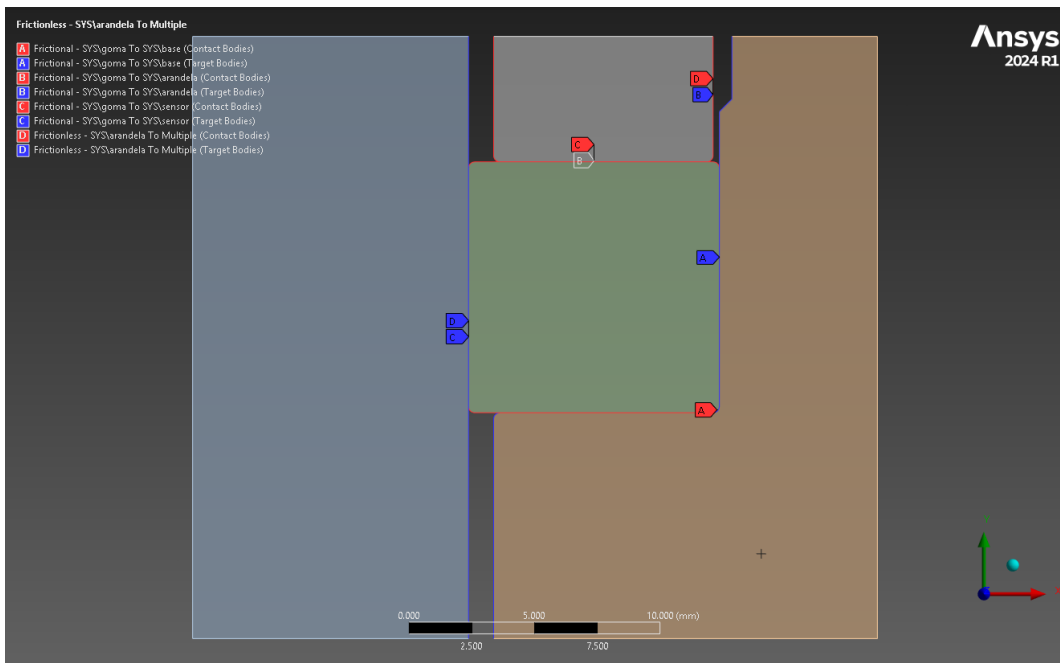 Frictionless - SYS\arandela To Multiple
A Frictional - SYS\goma To SYS\base (Contact Bodies)
A Frictional - SYS\goma To SYS\base (Target Bodies)
B Frictional - SYS\goma To SYS\arandela (Contact Bodies)
B Frictional - SYS\goma To SYS\arandela (Target Bodies)
C Frictional - SYS\goma To SYS\sensor (Contact Bodies)
C Frictional - SYS\goma To SYS\sensor (Target Bodies)
D Frictionless - SYS\arandela To Multiple (Contact Bodies)
D Frictionless - SYS\arandela To Multiple (Target Bodies)
Ansys
2024 R1
D
B
C
B
A
D
C
A
Y
0.000 5.000 10.000 (mm)
2.500 7.500